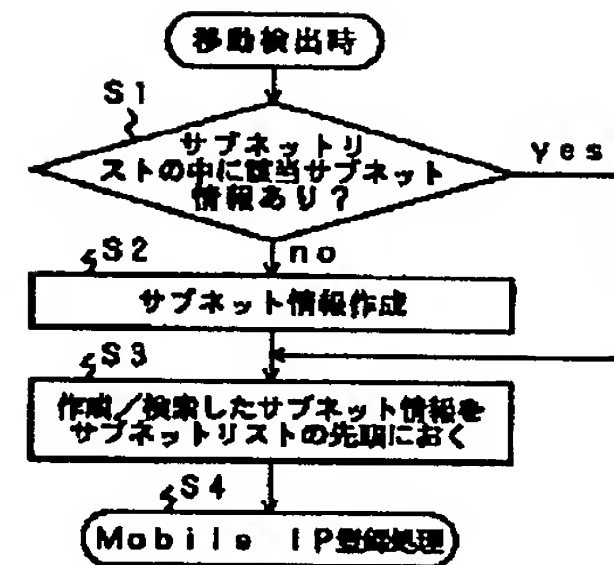 移動検出時
S1
サブネットリ
ストの中に該当サブネット
情報あり?
yes
no
S2
サブネット情報作成
S3
作成/検索したサブネット情報を
サブネットリストの先頭におく
S4
Mobile IP登録処理